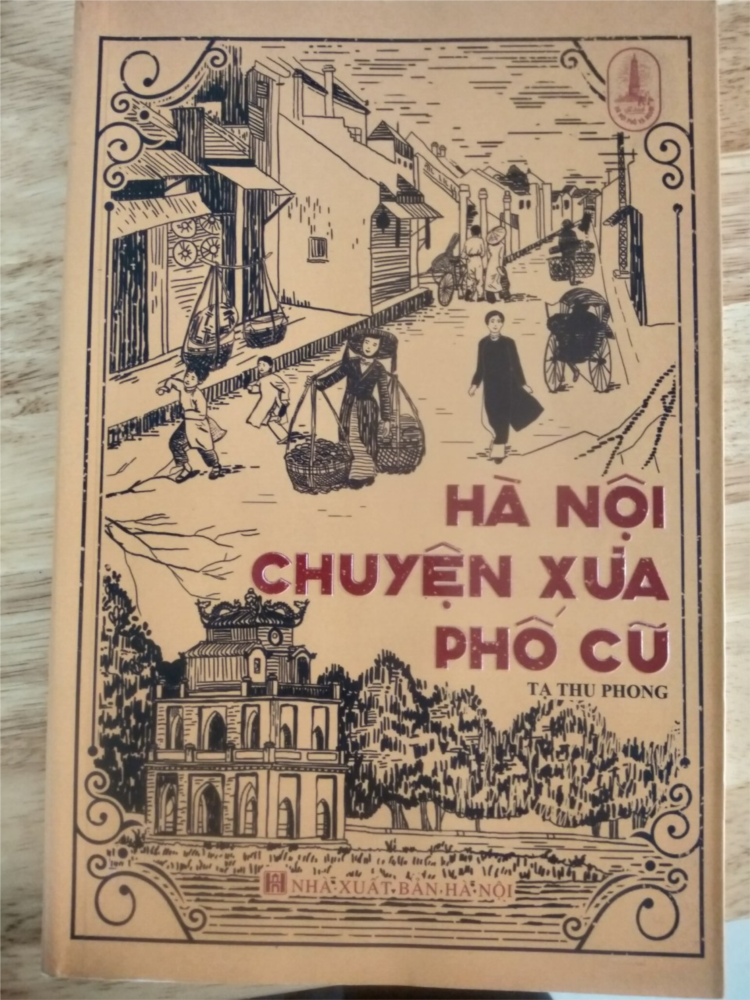 HÀ NỘI
CHUYỆN XƯA
PHỐ CŨ
TẠ THU PHONG
NHÀ XUẤT BẢN HÀ NỘI